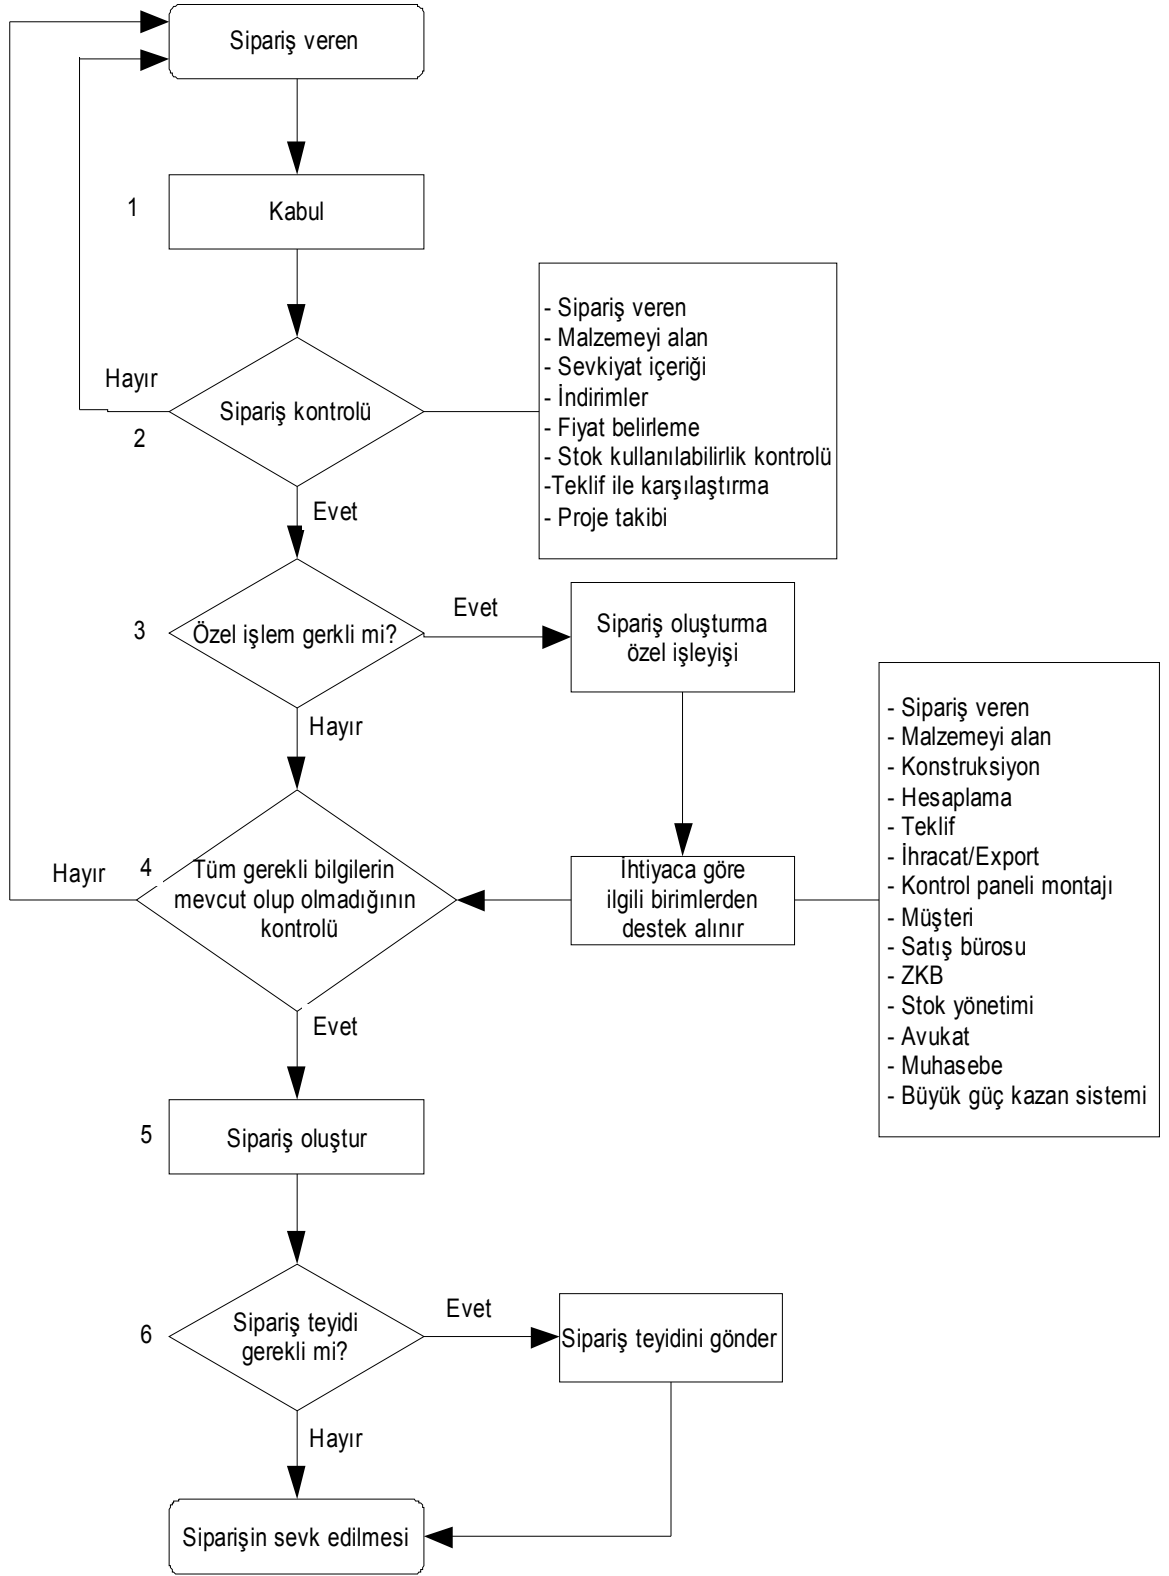 Sipariş veren
1
Kabul
Hayır
2
Sipariş kontrolü
- Sipariş veren
- Malzemeyi alan
- Sevkiyat içeriği
- İndirimler
- Fiyat belirleme
- Stok kullanılabilirlik kontrolü
-Teklif ile karşılaştırma
- Proje takibi
Evet
3
Özel işlem gerkli mi?
Evet
Sipariş oluşturma
özel işleyişi
Hayır
Hayır
4
Tüm gerekli bilgilerin
mevcut olup olmadığının
kontrolü
İhtiyaca göre
ilgili birimlerden
destek alınır
- Sipariş veren
- Malzemeyi alan
- Konstruksiyon
- Hesaplama
- Teklif
- İhracat/Export
- Kontrol paneli montajı
- Müşteri
- Satış bürosu
- ZKB
- Stok yönetimi
- Avukat
- Muhasebe
- Büyük güç kazan sistemi
Evet
5
Sipariş oluştur
6
Sipariş teyidi
gerekli mi?
Evet
Sipariş teyidini gönder
Hayır
Siparişin sevk edilmesi